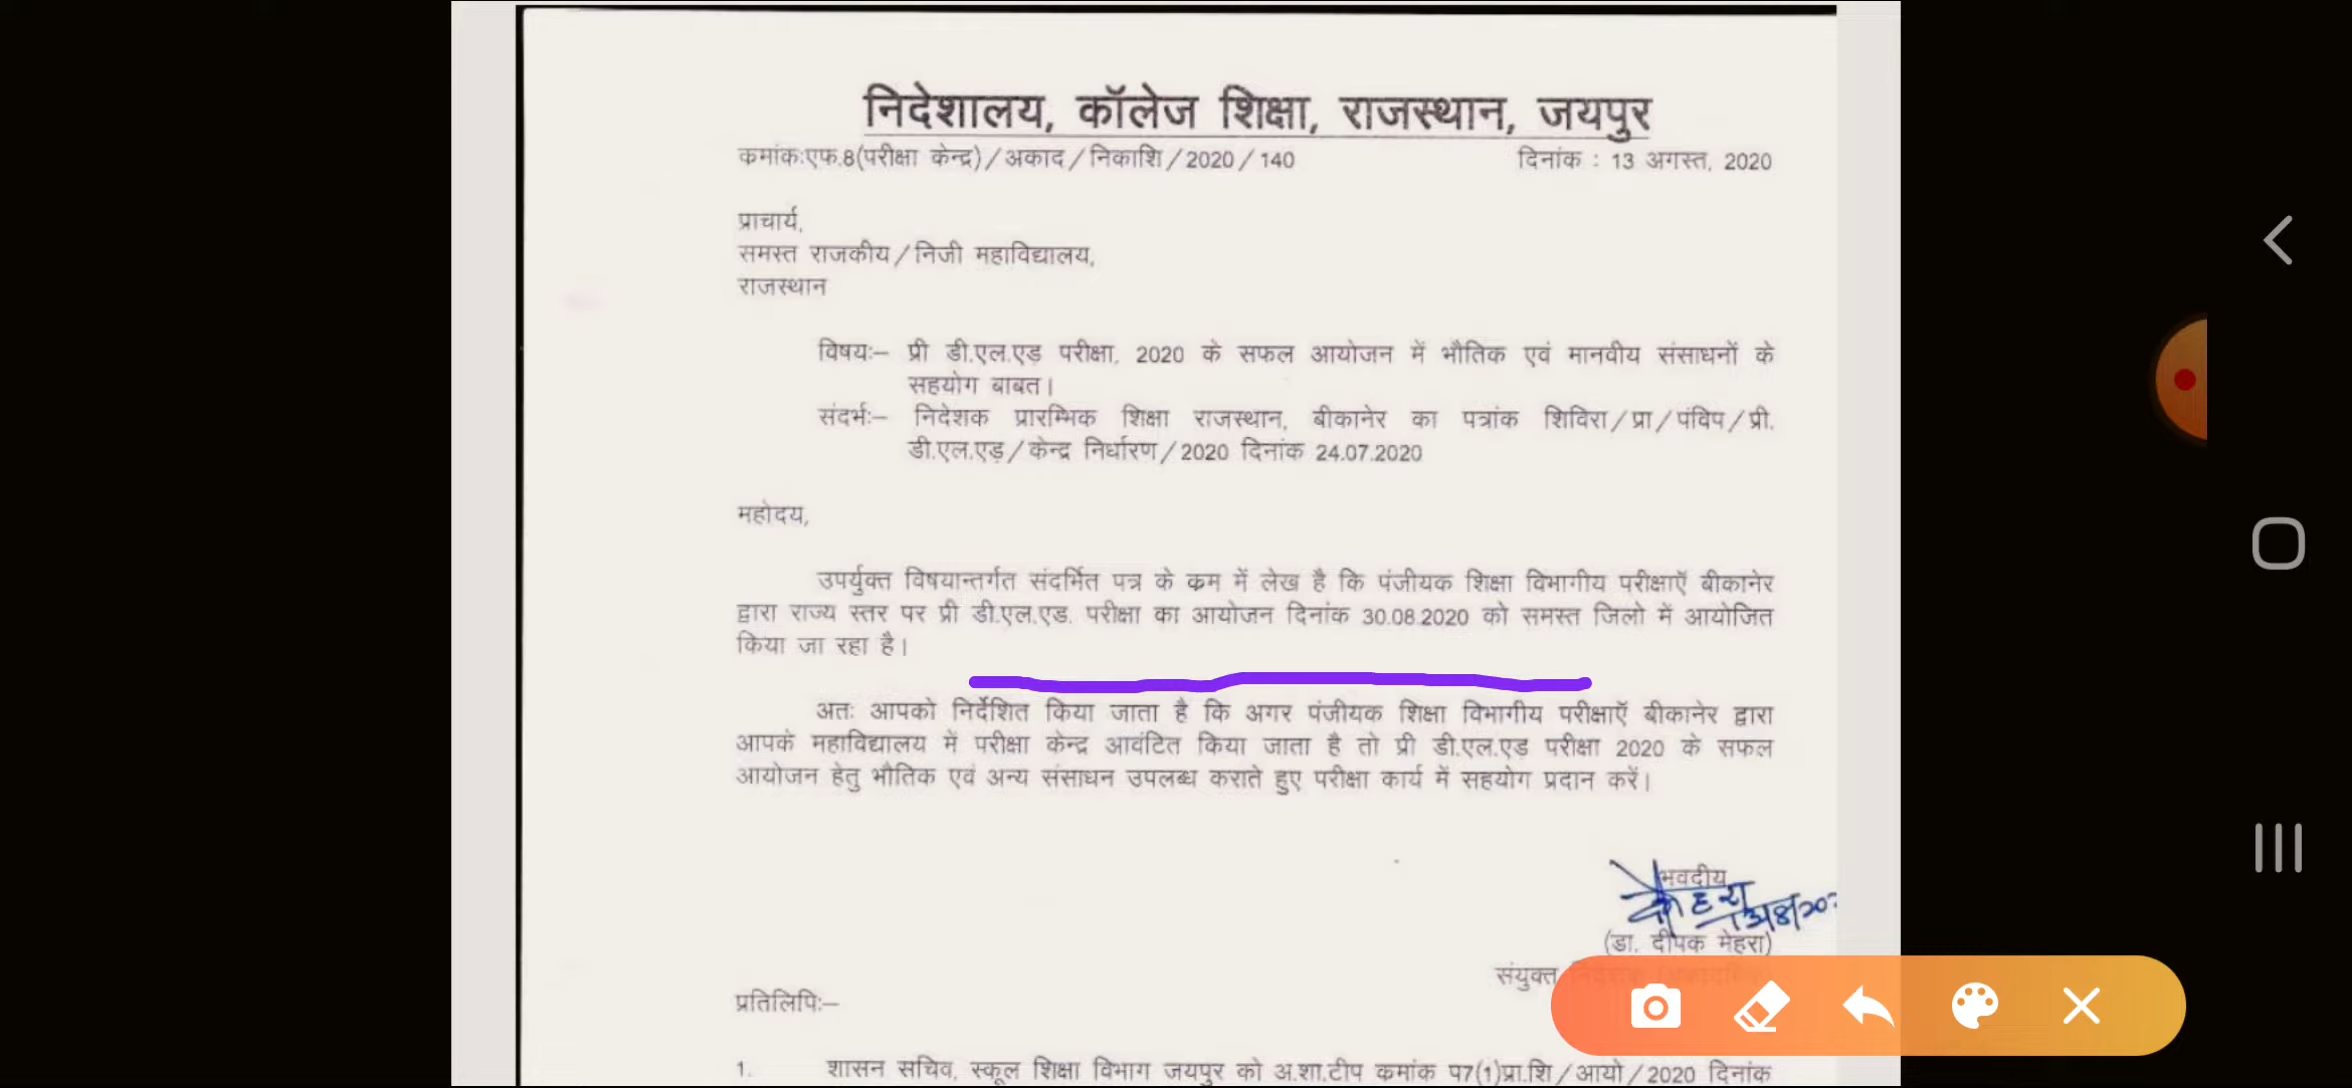 निदेशालय, कॉलेज शिक्षा, राजस्थान, जयपुर
कमांक:एफ.8(परीक्षा केन्द्र)/अकाद/निकाशि/2020/140 दिनांक : 13 अगस्त, 2020
प्राचार्य,
समस्त राजकीय/निजी महाविद्यालय,
राजस्थान
विषयः– प्री डी.एल.एड परीक्षा, 2020 के सफल आयोजन में भौतिक एवं मानवीय संसाधनों के
सहयोग बाबत।
संदर्भः– निदेशक प्रारम्भिक शिक्षा राजस्थान, बीकानेर का पत्रांक शिविरा/प्रा/पंविप/प्री.
डी.एल.एड़/केन्द्र निर्धारण/2020 दिनांक 24.07.2020
महोदय,
उपर्युक्त विषयान्तर्गत संदर्भित पत्र के क्रम में लेख है कि पंजीयक शिक्षा विभागीय परीक्षाऍ बीकानेर
द्वारा राज्य स्तर पर प्री डी.एल.एड. परीक्षा का आयोजन दिनांक 30.08.2020 को समस्त जिलो में आयोजित
किया जा रहा है।
अतः आपको निर्देशित किया जाता है कि अगर पंजीयक शिक्षा विभागीय परीक्षाऍ बीकानेर द्वारा
आपके महाविद्यालय में परीक्षा केन्द्र आवंटित किया जाता है तो प्री डी.एल.एड परीक्षा 2020 के सफल
आयोजन हेतु भौतिक एवं अन्य संसाधन उपलब्ध कराते हुए परीक्षा कार्य में सहयोग प्रदान करें।
भवदीय
(डा. दीपक मेहरा)
संयुक्त
प्रतिलिपिः–
1. शासन सचिव, स्कूल शिक्षा विभाग जयपुर को अ.शा.टीप कमांक प7(1)प्रा.शि/आयो/2020 दिनांक